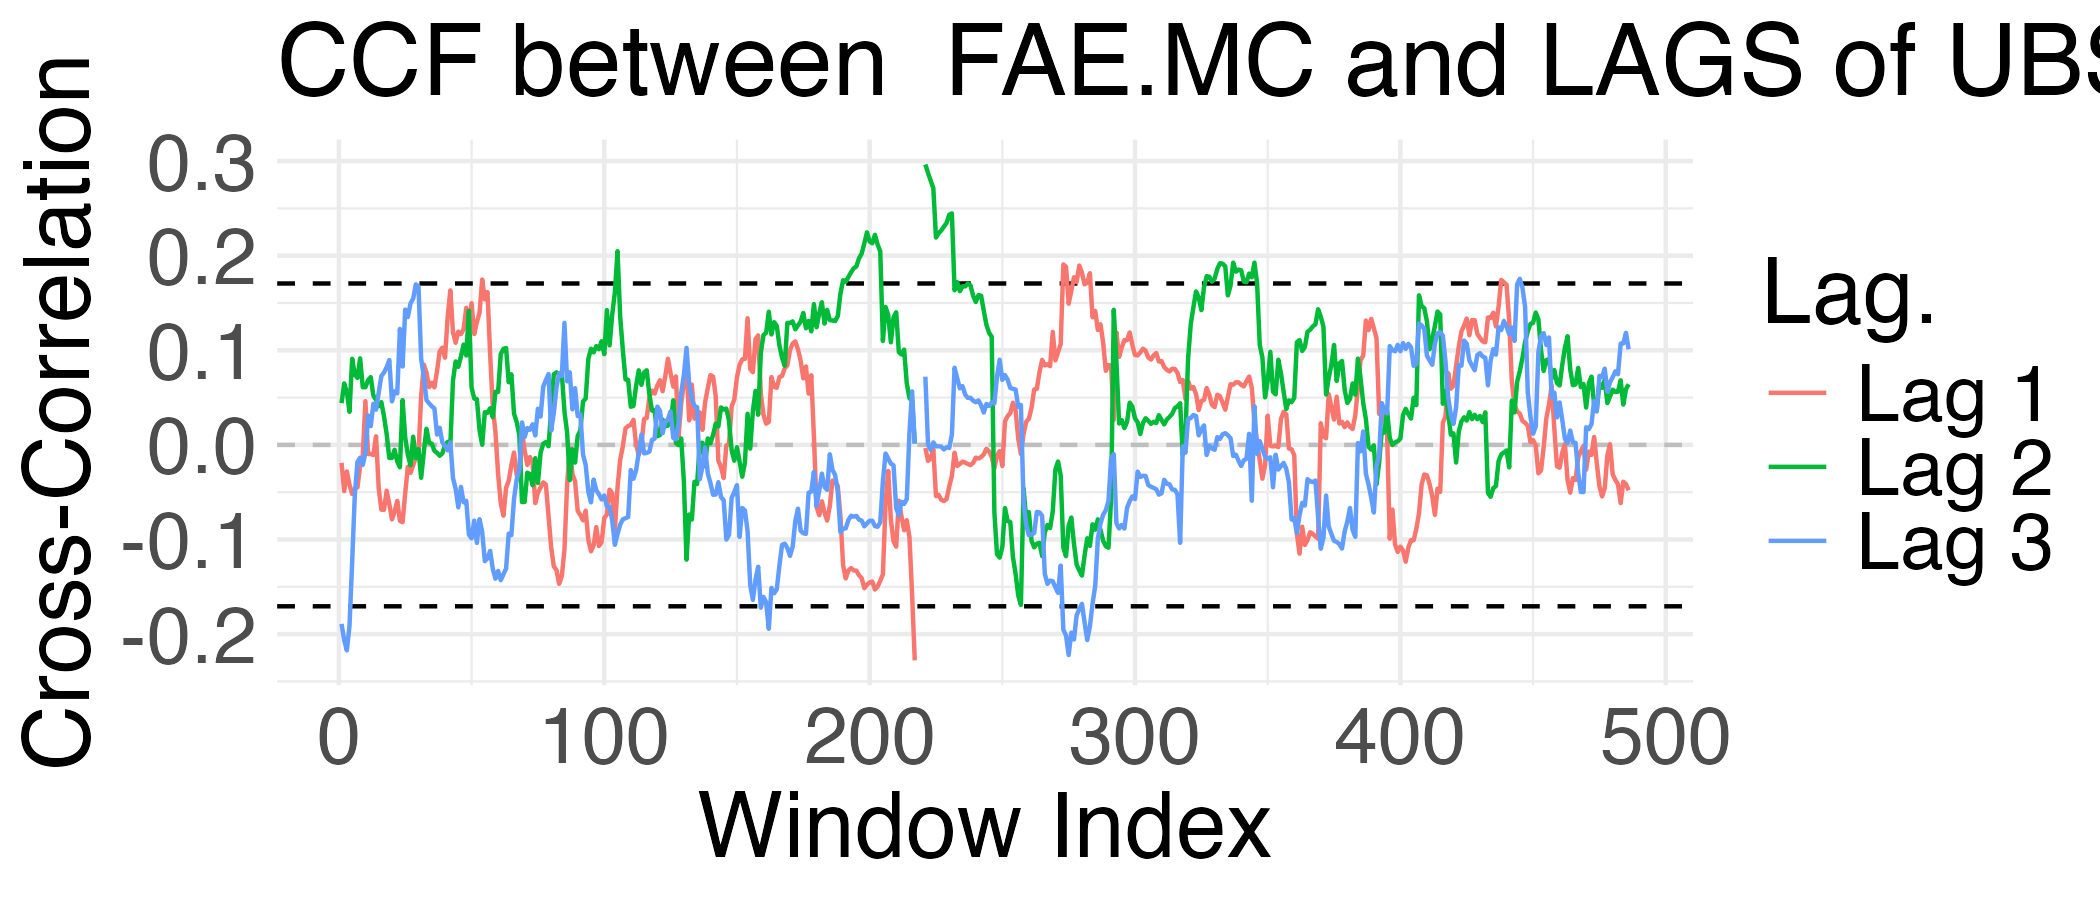 CCF between FAE.MC and LAGS of UBS
Cross-Correlation
0.3
0.2
0.1
0.0
-0.1
-0.2
0 100 200 300 400 500
Window Index
Lag.
Lag 1
Lag 2
Lag 3